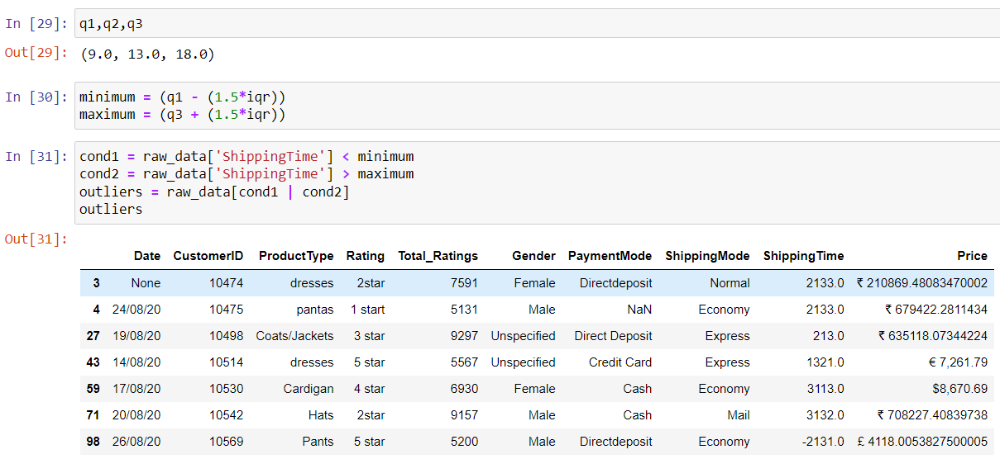 In [29]: q1,q2,q3
Out[29]: (9.0, 13.0, 18.0)
In [30]: minimum = (q1 - (1.5*iqr))
maximum = (q3 + (1.5*iqr))
In [31]: cond1 = raw_data['ShippingTime'] < minimum
cond2 = raw_data['ShippingTime'] > maximum
outliers = raw_data[cond1 | cond2]
outliers
Out[31]:
Date CustomerID ProductType Rating Total_Ratings Gender PaymentMode ShippingMode ShippingTime Price
3 None 10474 dresses 2star 7591 Female Directdeposit Normal 2133.0 ₹ 210869.48083470002
4 24/08/20 10475 pantas 1 start 5131 Male NaN Economy 2133.0 ₹ 679422.2811434
27 19/08/20 10498 Coats/Jackets 3 star 9297 Unspecified Direct Deposit Express 213.0 ₹ 635118.07344224
43 14/08/20 10514 dresses 5 star 5567 Unspecified Credit Card Express 1321.0 € 7,261.79
59 17/08/20 10530 Cardigan 4 star 6930 Female Cash Economy 3113.0 $8,670.69
71 20/08/20 10542 Hats 2star 9157 Male Cash Mail 3132.0 ₹ 708227.40839738
98 26/08/20 10569 Pants 5 star 5200 Male Directdeposit Economy -2131.0 £ 4118.0053827500005